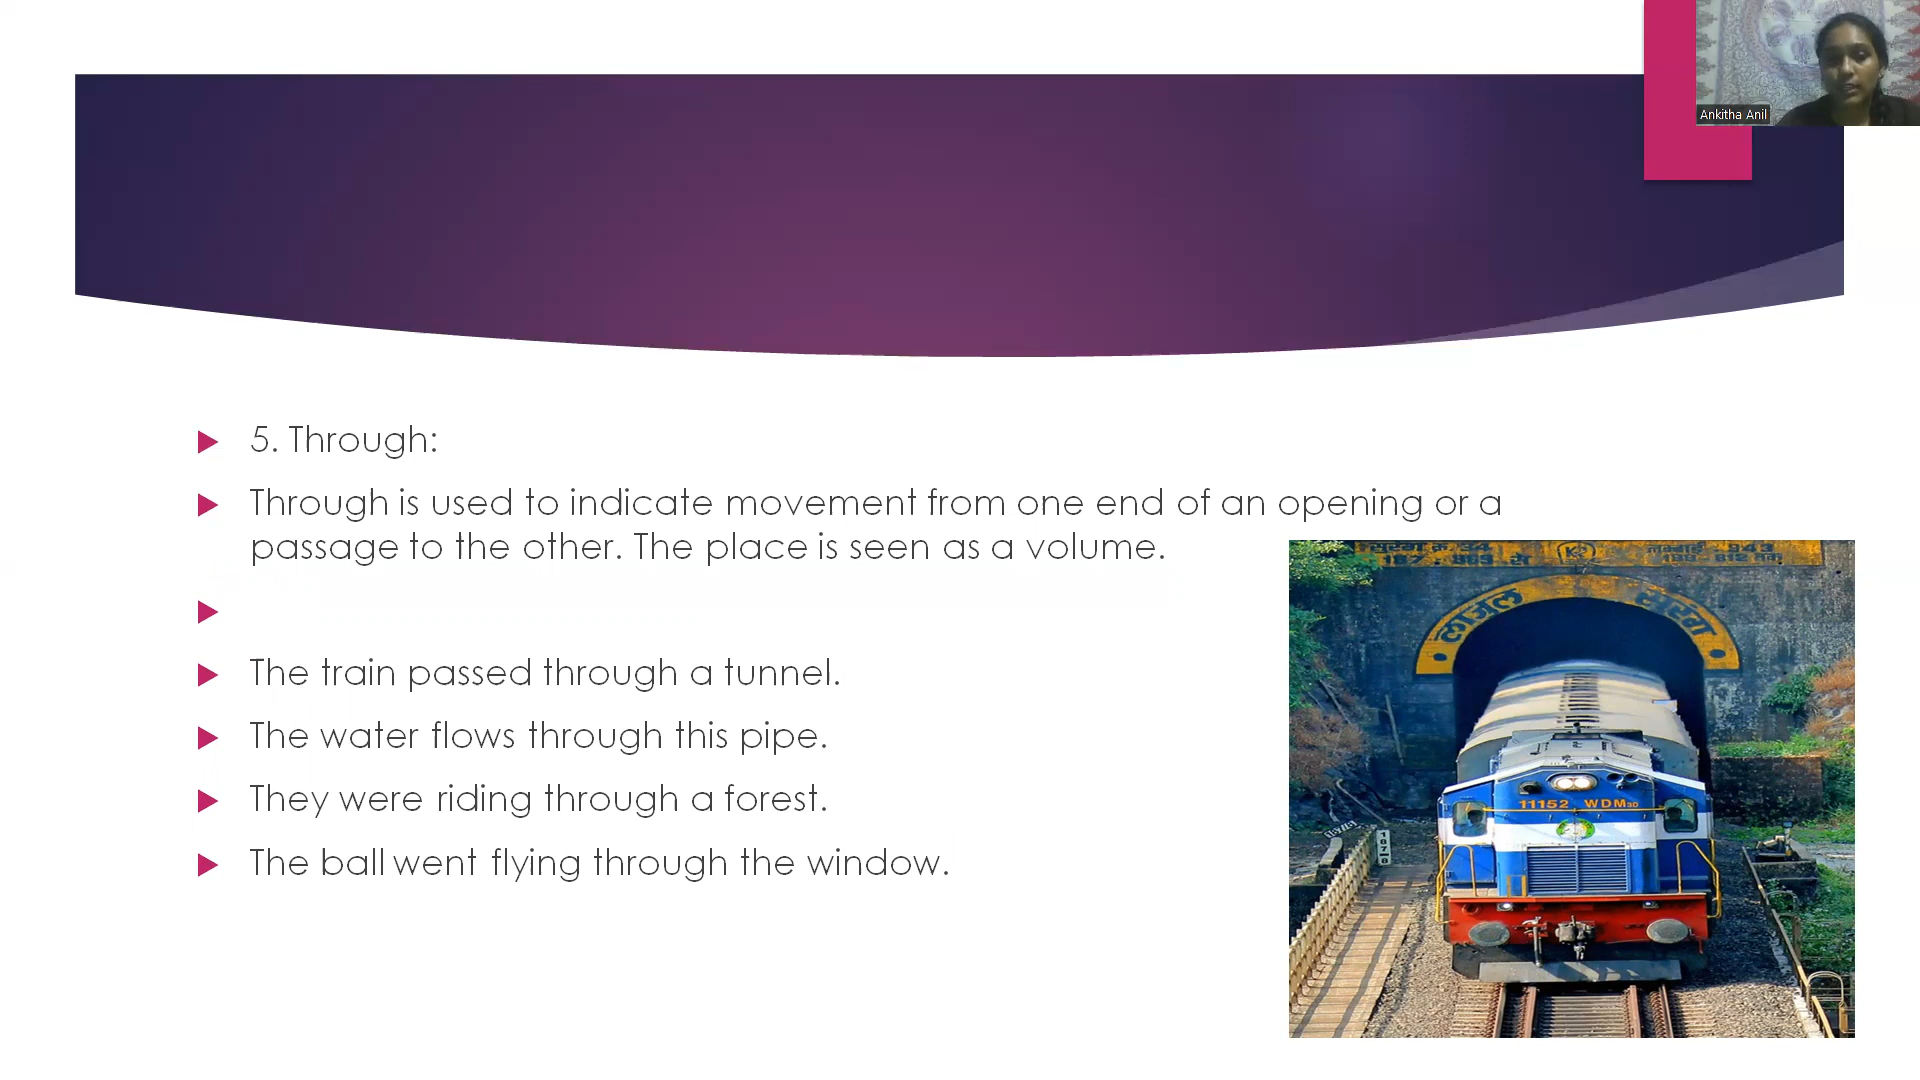 Ankitha Anil
5. Through:
Through is used to indicate movement from one end of an opening or a
passage to the other. The place is seen as a volume.
The train passed through a tunnel.
The water flows through this pipe.
They were riding through a forest.
The ball went flying through the window.
11152 WDM3D